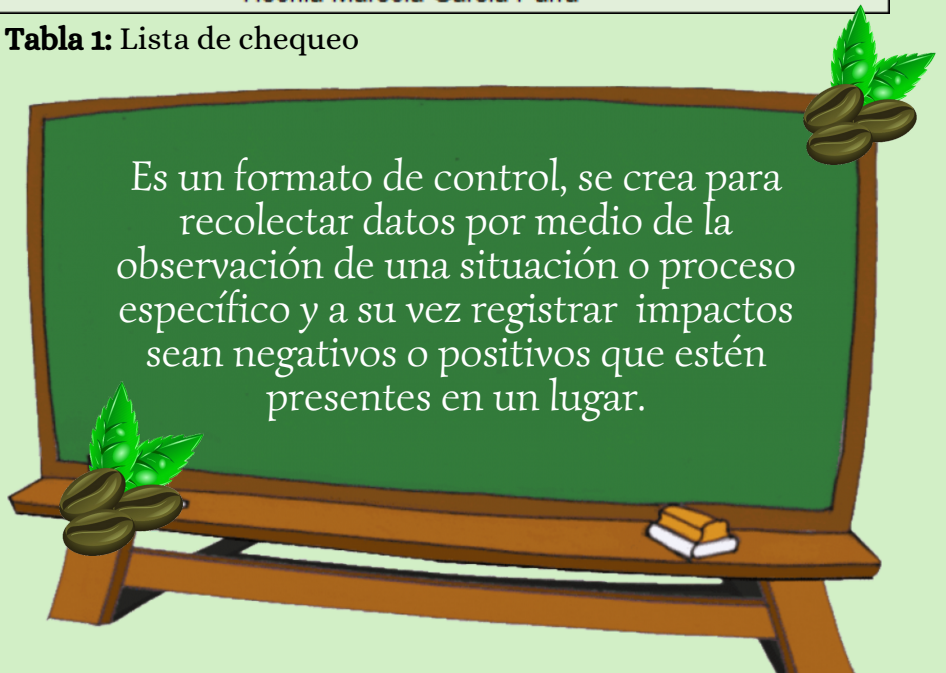 Tabla 1: Lista de chequeo
Es un formato de control, se crea para
recolectar datos por medio de la
observación de una situación o proceso
específico y a su vez registrar impactos
sean negativos o positivos que estén
presentes en un lugar.